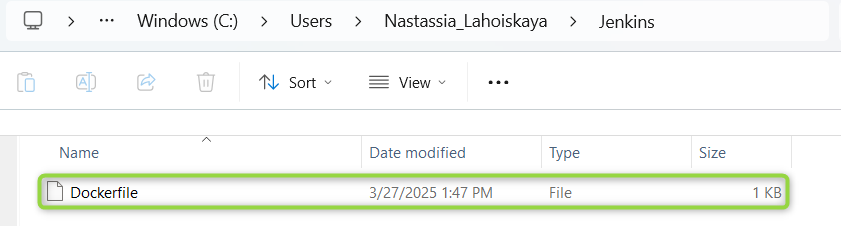 ... Windows (C:) > Users > Nastassia_Lahoiskaya > Jenkins
Sort View ...
Name Date modified Type Size
Dockerfile 3/27/2025 1:47 PM File 1 KB